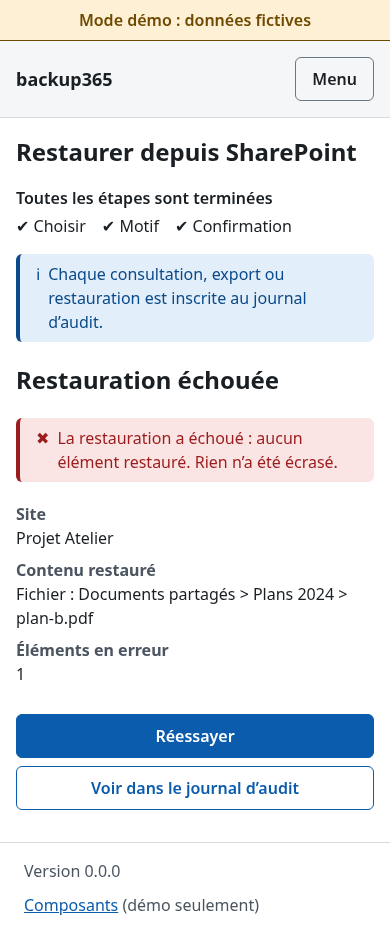 Mode démo : données fictives
backup365
Menu
Restaurer depuis SharePoint
Toutes les étapes sont terminées
✔ Choisir ✔ Motif ✔ Confirmation
i Chaque consultation, export ou
restauration est inscrite au journal
d’audit.
Restauration échouée
✖ La restauration a échoué : aucun
élément restauré. Rien n’a été écrasé.
Site
Projet Atelier
Contenu restauré
Fichier : Documents partagés > Plans 2024 >
plan-b.pdf
Éléments en erreur
1
Réessayer
Voir dans le journal d’audit
Version 0.0.0
Composants (démo seulement)